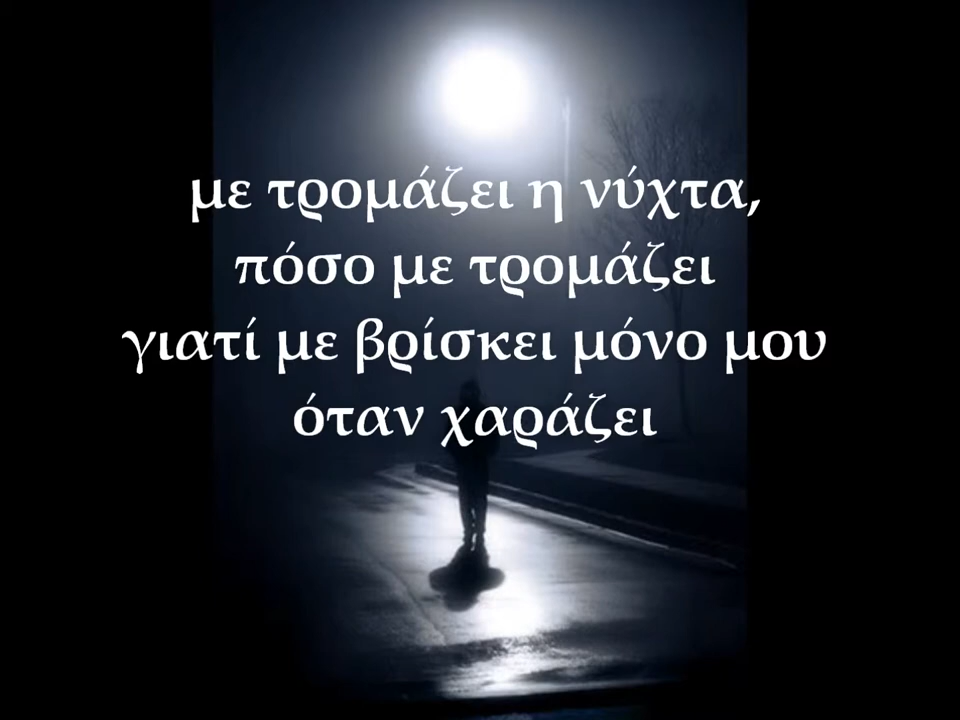 με τρομάζει η νύχτα,
πόσο με τρομάζει
γιατί με βρίσκει μόνο μου
όταν χαράζει